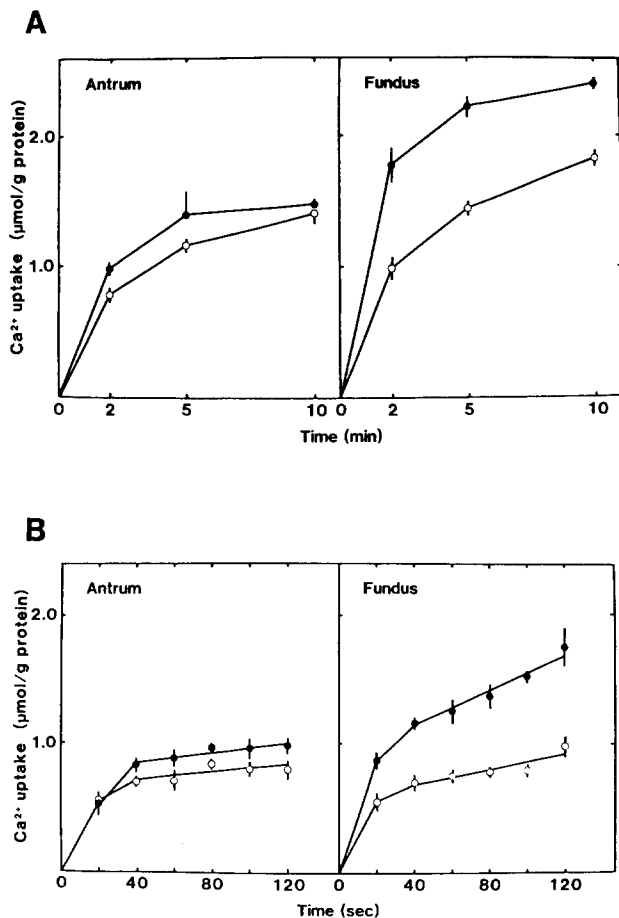 A
Antrum
Fundus
2.0
1.0
Ca²⁺ uptake (μmol/g protein)
0 2 5 10 0 2 5 10
Time (min)
B
Antrum
Fundus
2.0
1.0
Ca²⁺ uptake (μmol/g protein)
0 40 80 120 0 40 80 120
Time (sec)